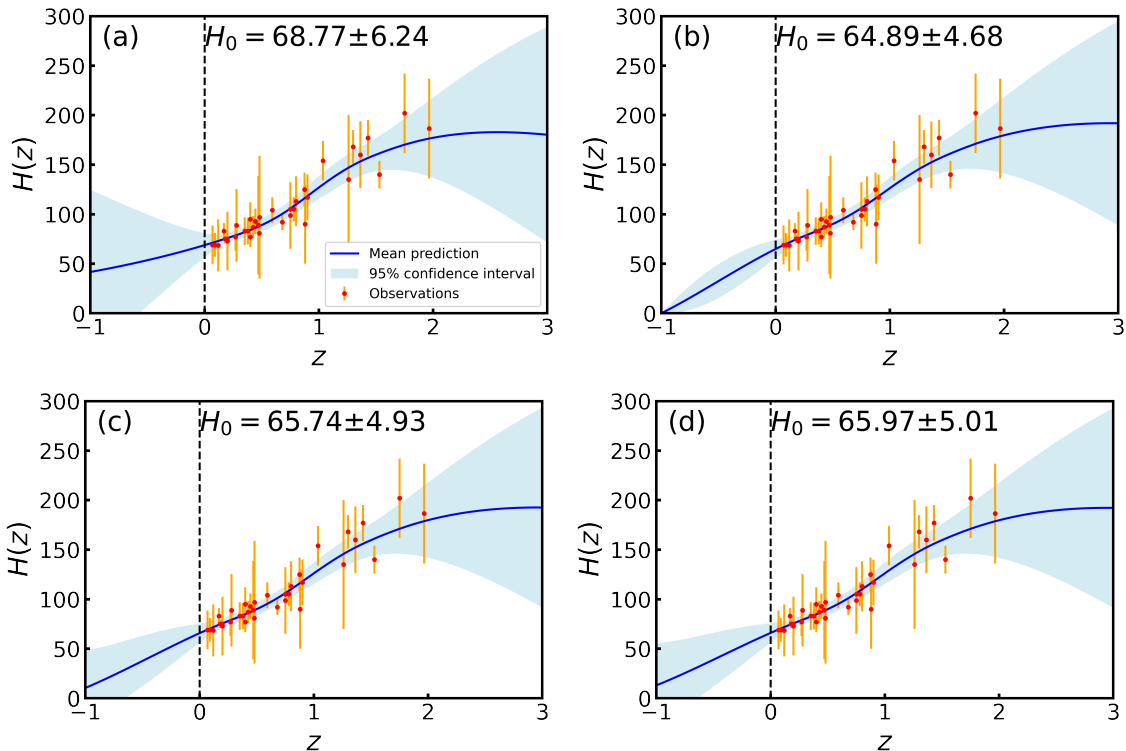 (a) H₀ = 68.77±6.24
300
250
200
150
100
50
0
H(z)
Mean prediction
95% confidence interval
Observations
−1 0 1 2 3
z
(b) H₀ = 64.89±4.68
300
250
200
150
100
50
0
H(z)
−1 0 1 2 3
z
(c) H₀ = 65.74±4.93
300
250
200
150
100
50
0
H(z)
−1 0 1 2 3
z
(d) H₀ = 65.97±5.01
300
250
200
150
100
50
0
H(z)
−1 0 1 2 3
z